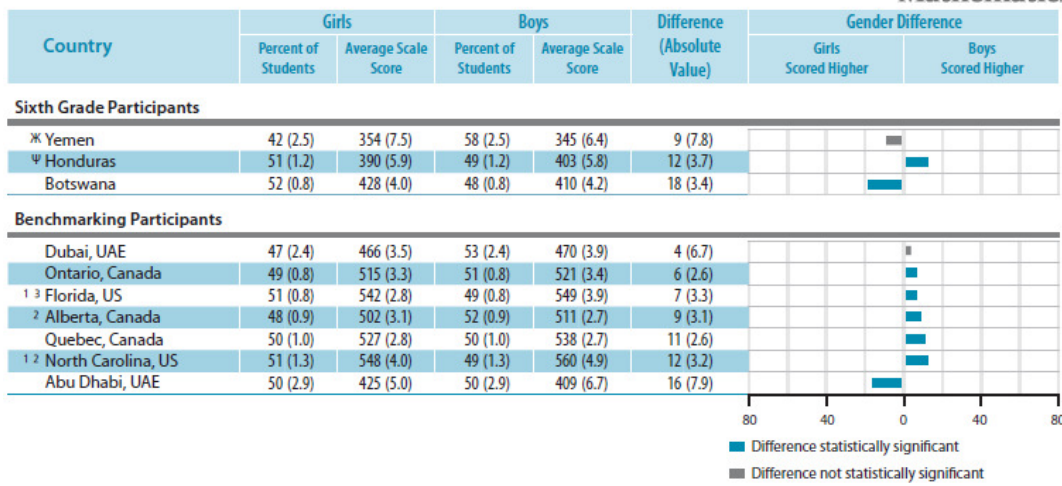 Girls Boys Difference (Absolute Value) Gender Difference
Country Percent of Students Average Scale Score Percent of Students Average Scale Score Girls Scored Higher Boys Scored Higher
Sixth Grade Participants
Ж Yemen 42 (2.5) 354 (7.5) 58 (2.5) 345 (6.4) 9 (7.8)
Ψ Honduras 51 (1.2) 390 (5.9) 49 (1.2) 403 (5.8) 12 (3.7)
Botswana 52 (0.8) 428 (4.0) 48 (0.8) 410 (4.2) 18 (3.4)
Benchmarking Participants
Dubai, UAE 47 (2.4) 466 (3.5) 53 (2.4) 470 (3.9) 4 (6.7)
Ontario, Canada 49 (0.8) 515 (3.3) 51 (0.8) 521 (3.4) 6 (2.6)
1 3 Florida, US 51 (0.8) 542 (2.8) 49 (0.8) 549 (3.9) 7 (3.3)
2 Alberta, Canada 48 (0.9) 502 (3.1) 52 (0.9) 511 (2.7) 9 (3.1)
Quebec, Canada 50 (1.0) 527 (2.8) 50 (1.0) 538 (2.7) 11 (2.6)
1 2 North Carolina, US 51 (1.3) 548 (4.0) 49 (1.3) 560 (4.9) 12 (3.2)
Abu Dhabi, UAE 50 (2.9) 425 (5.0) 50 (2.9) 409 (6.7) 16 (7.9)
80 40 0 40 80
Difference statistically significant
Difference not statistically significant